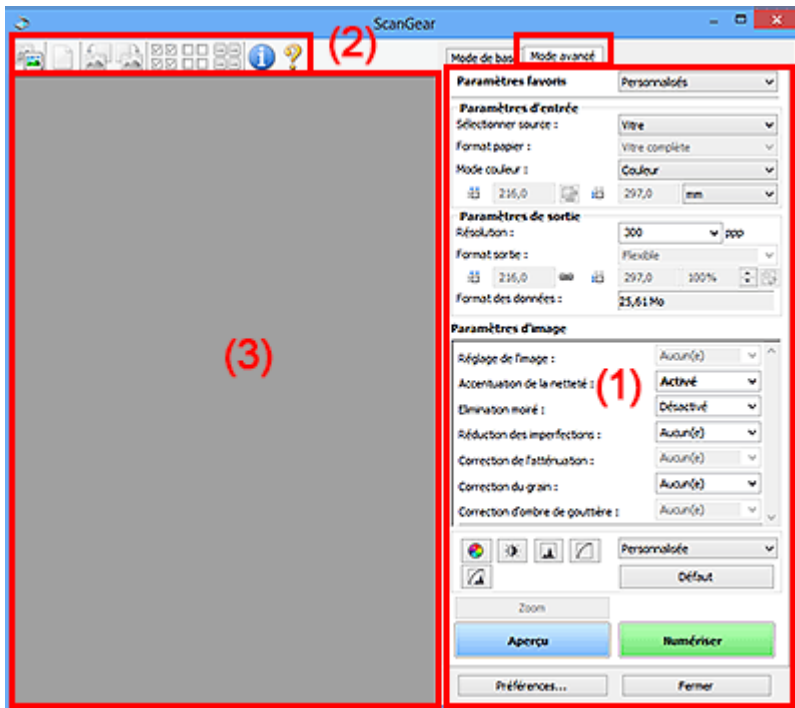 ScanGear
(2)
Mode de bas Mode avancé
Paramètres favoris Personnalisés
Paramètres d'entrée
Sélectionner source : Vitre
Format papier : Vitre complète
Mode couleur : Couleur
216,0 297,0 mm
Paramètres de sortie
Résolution : 300 ppp
Format sortie : Flexible
216,0 297,0 100%
Format des données : 25,61 Mo
Paramètres d'image
Réglage de l'image : Aucun(e)
Accentuation de la netteté : Activé
Elimination moiré : Désactivé
Réduction des imperfections : Aucun(e)
Correction de l'atténuation : Aucun(e)
Correction du grain : Aucun(e)
Correction d'ombre de gouttière : Aucun(e)
(3)
(1)
Personnalisée
Défaut
Zoom
Aperçu Numériser
Préférences... Fermer